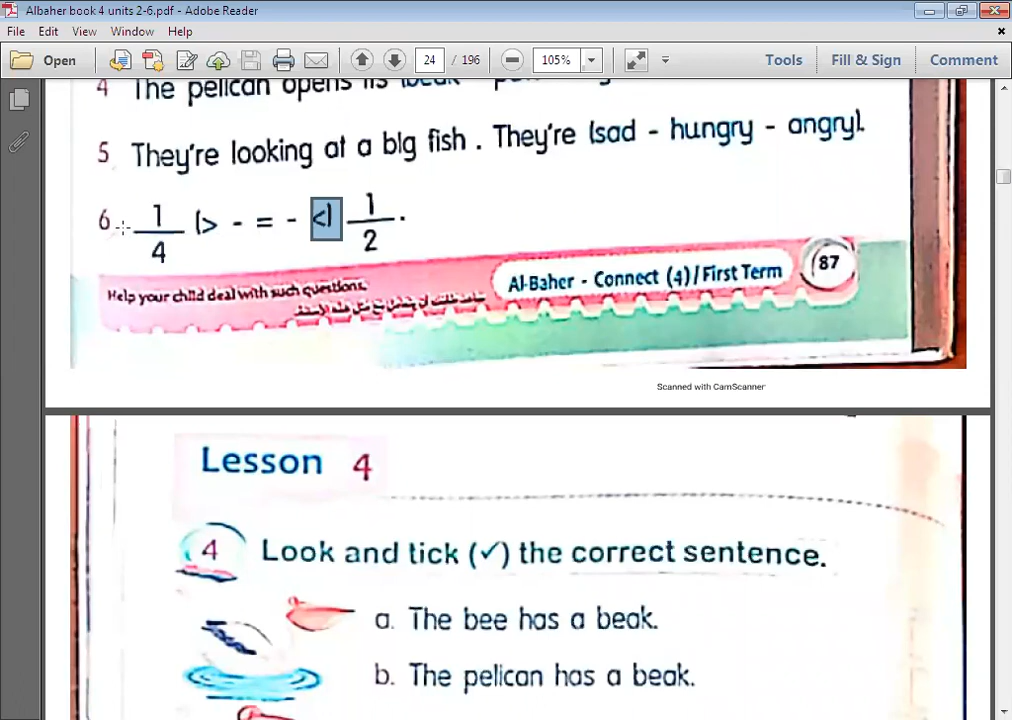 Albaher book 4 units 2-6.pdf - Adobe Reader
File Edit View Window Help
Open 24 / 196 105% Tools Fill & Sign Comment
4 The pelican opens its (beak -
5 They're looking at a big fish . They're (sad - hungry - angry).
6. 1/4 (> - = - <) 1/2 .
Help your child deal with such questions.
Al-Baher - Connect (4) / First Term 87
Scanned with CamScanner
Lesson 4
4 Look and tick (✓) the correct sentence.
a. The bee has a beak.
b. The pelican has a beak.